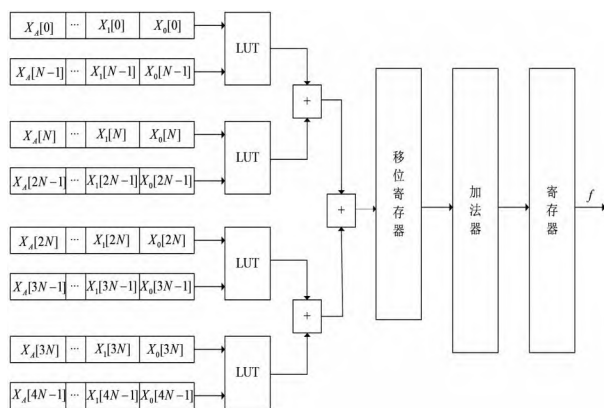 X_A[0] ... X_1[0] X_0[0]
LUT
X_A[N-1] ... X_1[N-1] X_0[N-1]
+
X_A[N] ... X_1[N] X_0[N]
LUT
X_A[2N-1] ... X_1[2N-1] X_0[2N-1]
+
移位寄存器
加法器
寄存器
f
X_A[2N] ... X_1[2N] X_0[2N]
LUT
X_A[3N-1] ... X_1[3N-1] X_0[3N-1]
+
X_A[3N] ... X_1[3N] X_0[3N]
LUT
X_A[4N-1] ... X_1[4N-1] X_0[4N-1]